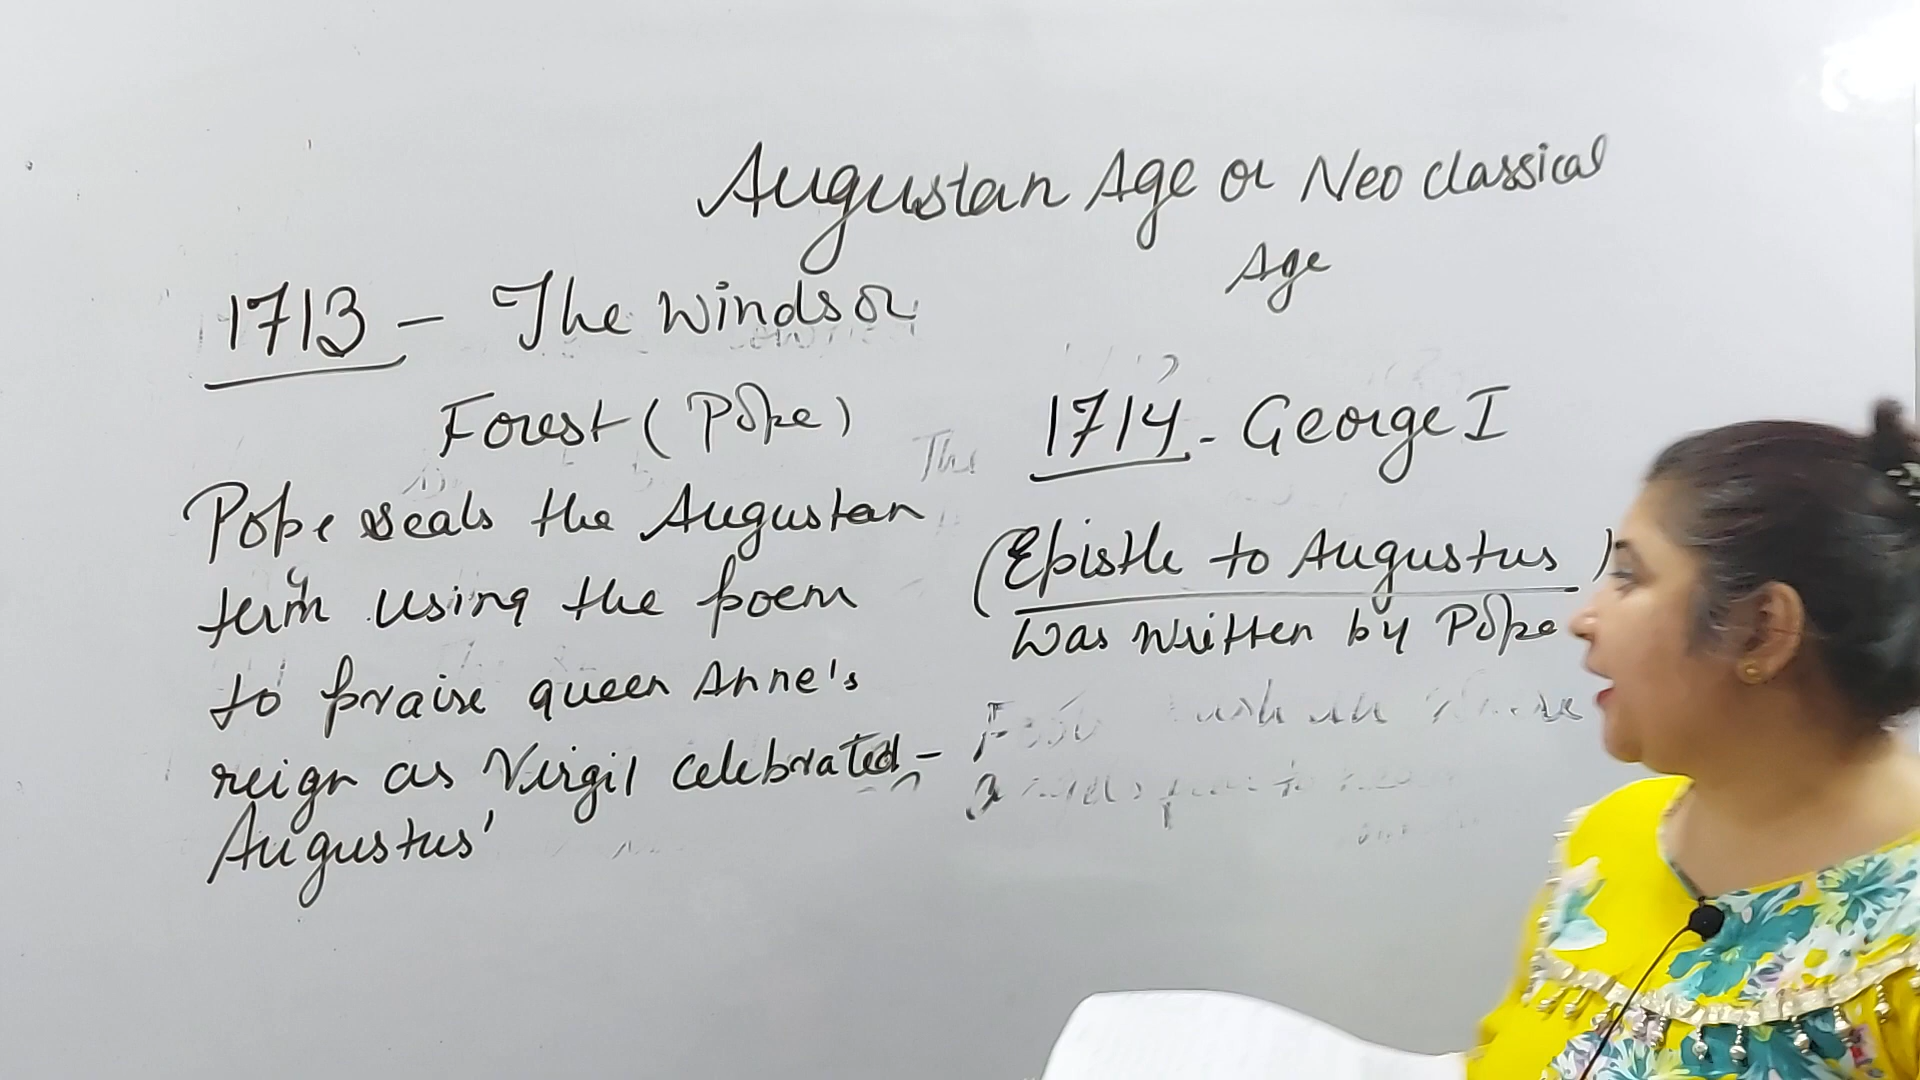 Augustan Age or Neo classical
Age
1713 - The Windsor
Forest (Pope)
Pope seals the Augustan
term using the poem
to praise queen Anne's
reign as Virgil celebrated -
Augustus'
1714 - George I
(Epistle to Augustus)
was written by Pope
The